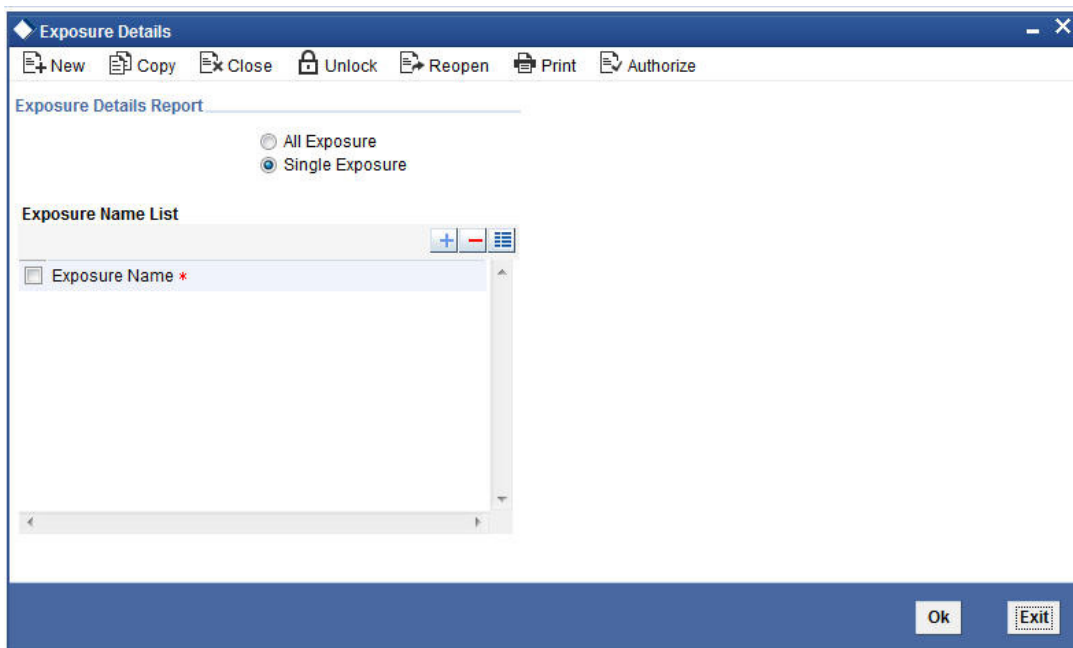 Exposure Details
New Copy Close Unlock Reopen Print Authorize
Exposure Details Report
All Exposure
Single Exposure
Exposure Name List
Exposure Name *
Ok Exit